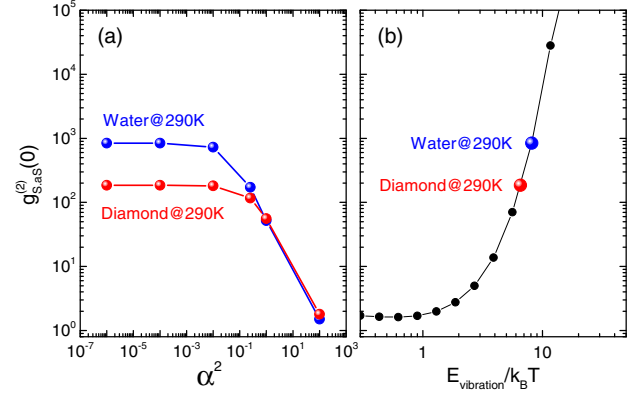 (a)
(b)
Water@290K
Diamond@290K
Water@290K
Diamond@290K
g^{(2)}_{S,aS}(0)
10^5
10^4
10^3
10^2
10^1
10^0
10^{-7} 10^{-5} 10^{-3} 10^{-1} 10^1 10^3
1 10
α^2
E_{vibration}/k_BT